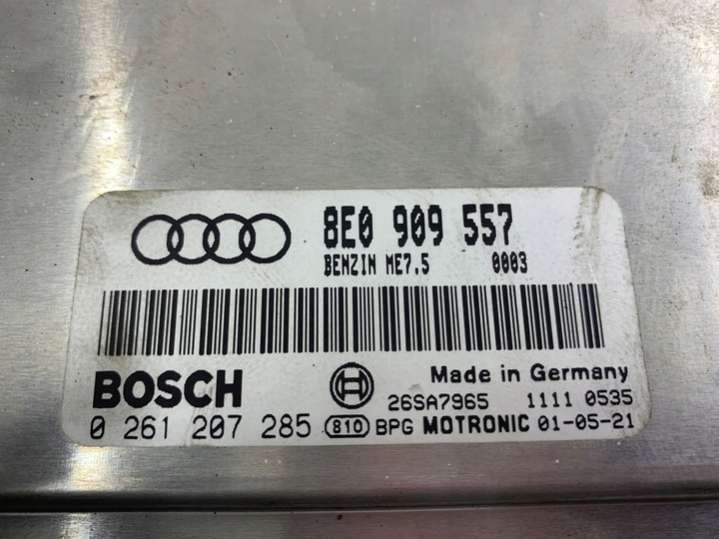 8E0 909 557
BENZIN ME7.5 0003
BOSCH Made in Germany
26SA7965 1111 0535
0 261 207 285 810 BPG MOTRONIC 01-05-21